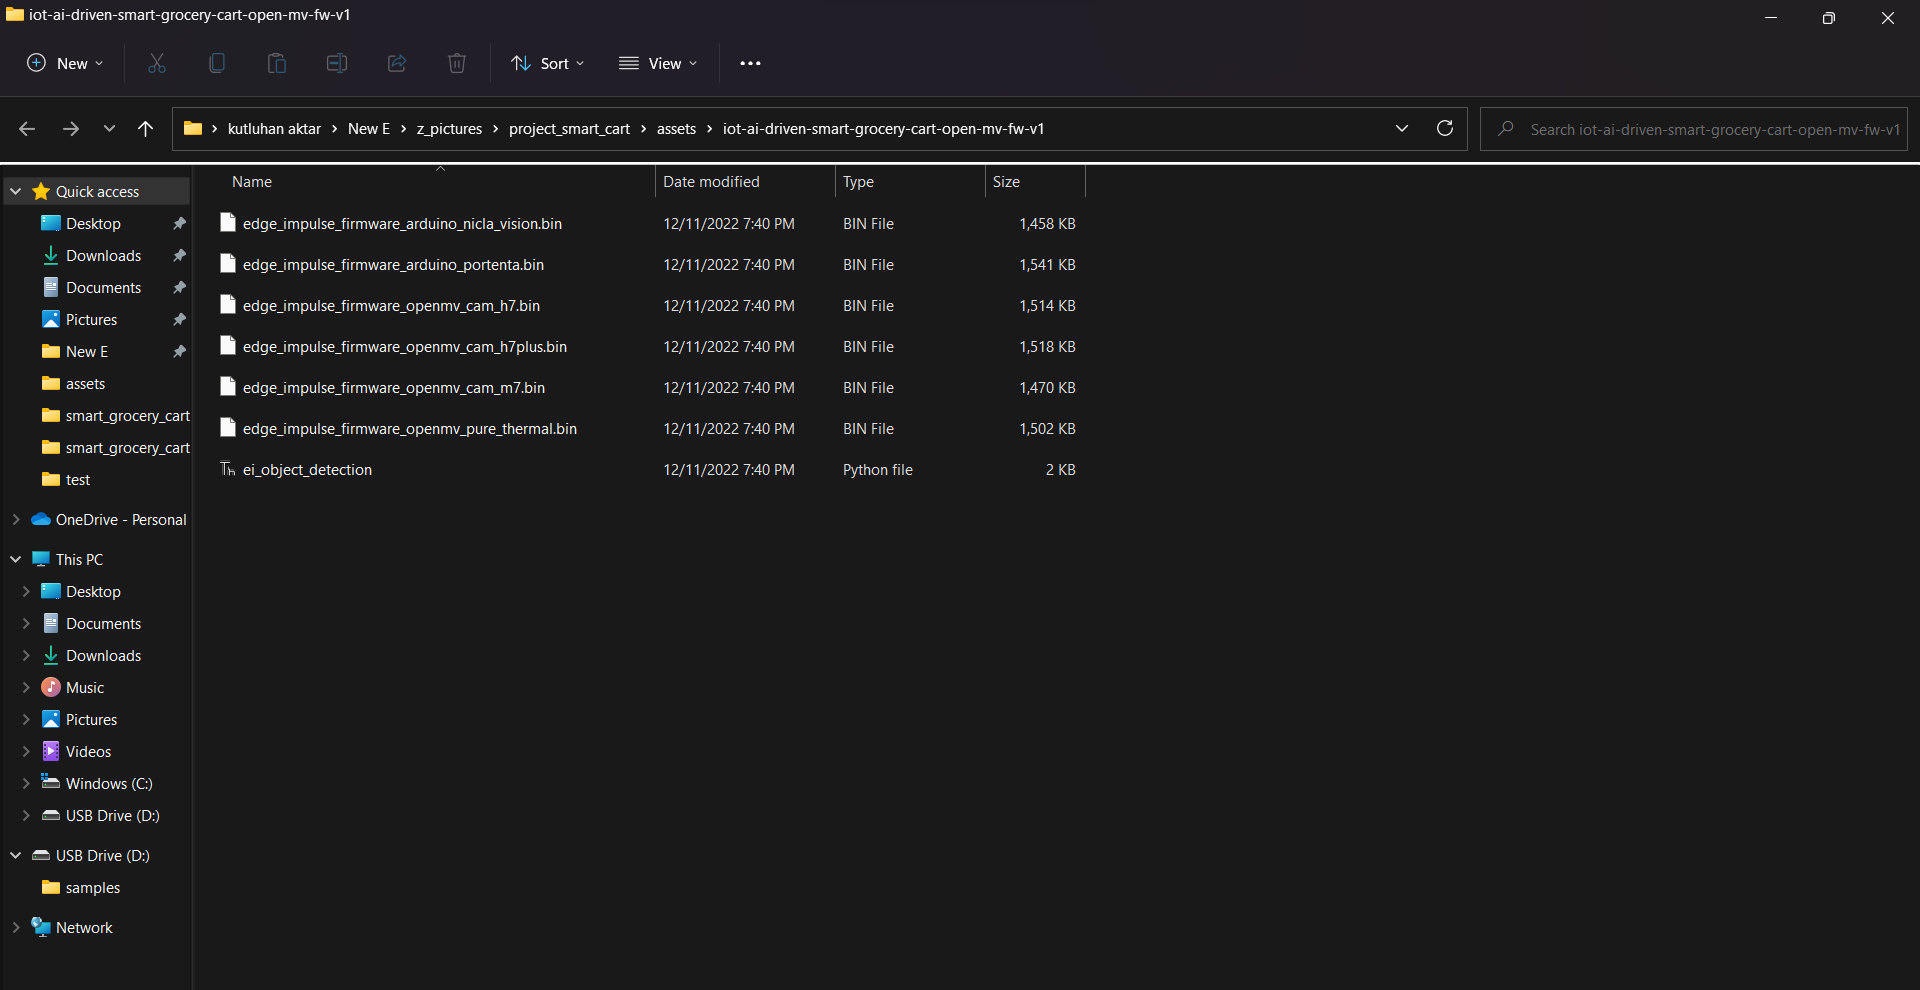 iot-ai-driven-smart-grocery-cart-open-mv-fw-v1
New Sort View
kutluhan aktar New E z_pictures project_smart_cart assets iot-ai-driven-smart-grocery-cart-open-mv-fw-v1 Search iot-ai-driven-smart-grocery-cart-open-mv-fw-v1
Name Date modified Type Size
edge_impulse_firmware_arduino_nicla_vision.bin 12/11/2022 7:40 PM BIN File 1,458 KB
edge_impulse_firmware_arduino_portenta.bin 12/11/2022 7:40 PM BIN File 1,541 KB
edge_impulse_firmware_openmv_cam_h7.bin 12/11/2022 7:40 PM BIN File 1,514 KB
edge_impulse_firmware_openmv_cam_h7plus.bin 12/11/2022 7:40 PM BIN File 1,518 KB
edge_impulse_firmware_openmv_cam_m7.bin 12/11/2022 7:40 PM BIN File 1,470 KB
edge_impulse_firmware_openmv_pure_thermal.bin 12/11/2022 7:40 PM BIN File 1,502 KB
ei_object_detection 12/11/2022 7:40 PM Python file 2 KB
Quick access
Desktop
Downloads
Documents
Pictures
New E
assets
smart_grocery_cart
smart_grocery_cart
test
OneDrive - Personal
This PC
Desktop
Documents
Downloads
Music
Pictures
Videos
Windows (C:)
USB Drive (D:)
USB Drive (D:)
samples
Network